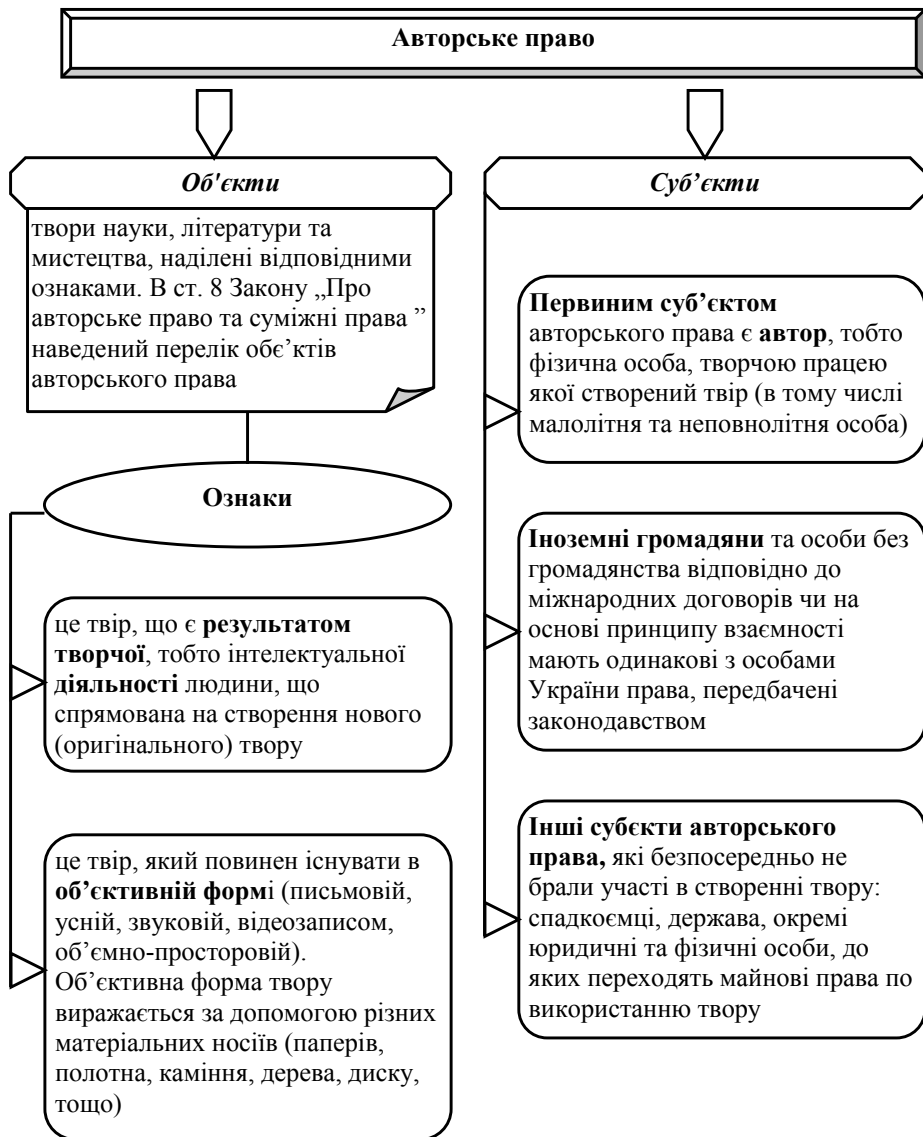 Авторське право
Об'єкти
твори науки, літератури та
мистецтва, наділені відповідними
ознаками. В ст. 8 Закону „Про
авторське право та суміжні права ”
наведений перелік обє’ктів
авторського права
Ознаки
це твір, що є результатом
творчої, тобто інтелектуальної
діяльності людини, що
спрямована на створення нового
(оригінального) твору
це твір, який повинен існувати в
об’єктивній формі (письмовій,
усній, звуковій, відеозаписом,
об’ємно-просторовій).
Об’єктивна форма твору
виражається за допомогою різних
матеріальних носіїв (паперів,
полотна, каміння, дерева, диску,
тощо)
Суб’єкти
Первиним суб’єктом
авторського права є автор, тобто
фізична особа, творчою працею
якої створений твір (в тому числі
малолітня та неповнолітня особа)
Іноземні громадяни та особи без
громадянства відповідно до
міжнародних договорів чи на
основі принципу взаємності
мають одинакові з особами
України права, передбачені
законодавством
Інші субєкти авторського
права, які безпосередньо не
брали участі в створенні твору:
спадкоємці, держава, окремі
юридичні та фізичні особи, до
яких переходять майнові права по
використанню твору